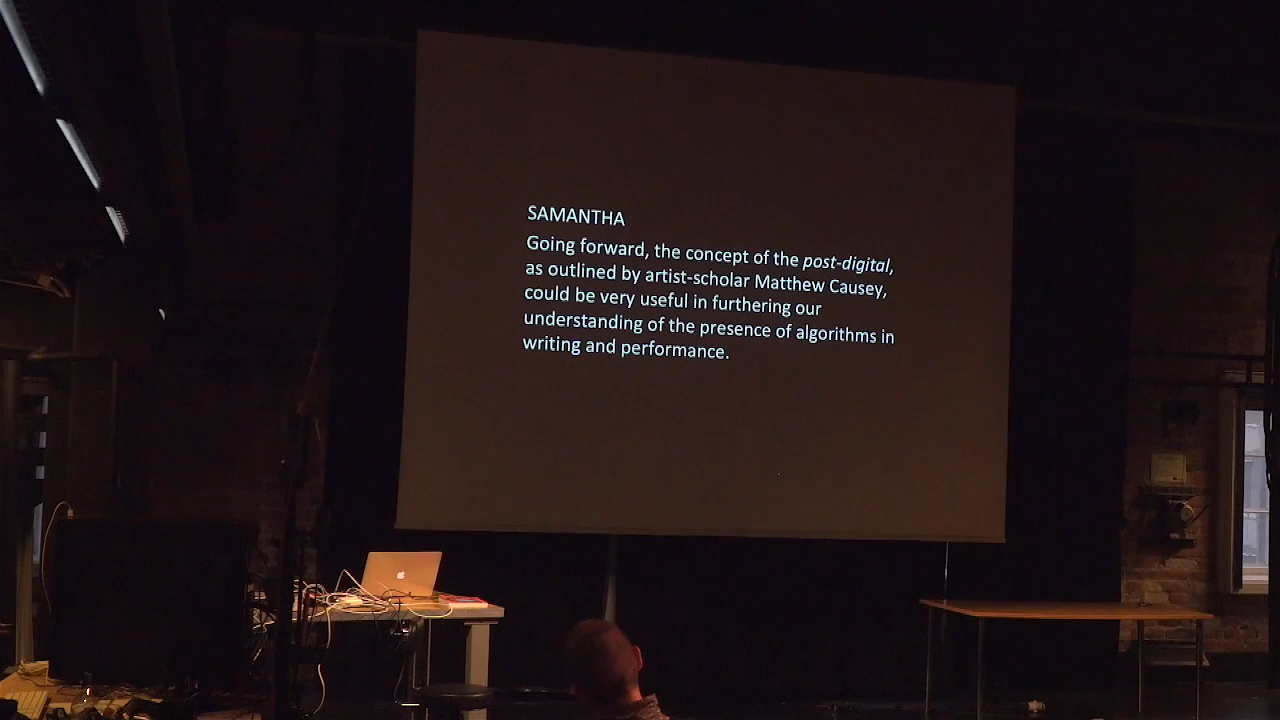 SAMANTHA
Going forward, the concept of the post-digital,
as outlined by artist-scholar Matthew Causey,
could be very useful in furthering our
understanding of the presence of algorithms in
writing and performance.